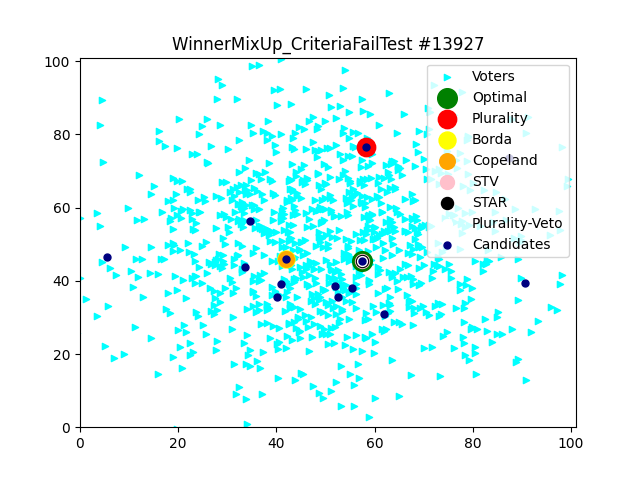 WinnerMixUp_CriteriaFailTest #13927
Voters
Optimal
Plurality
Borda
Copeland
STV
STAR
Plurality-Veto
Candidates
100
80
60
40
20
0
0 20 40 60 80 100